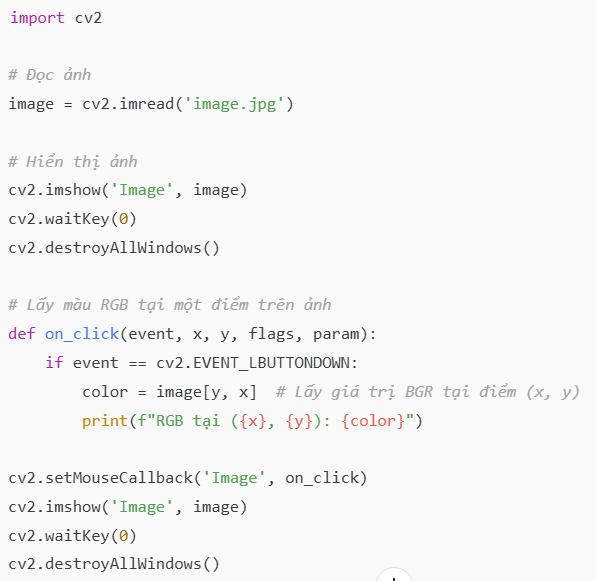 import cv2
# Đọc ảnh
image = cv2.imread('image.jpg')
# Hiển thị ảnh
cv2.imshow('Image', image)
cv2.waitKey(0)
cv2.destroyAllWindows()
# Lấy màu RGB tại một điểm trên ảnh
def on_click(event, x, y, flags, param):
    if event == cv2.EVENT_LBUTTONDOWN:
        color = image[y, x]  # Lấy giá trị BGR tại điểm (x, y)
        print(f"RGB tại ({x}, {y}): {color}")
cv2.setMouseCallback('Image', on_click)
cv2.imshow('Image', image)
cv2.waitKey(0)
cv2.destroyAllWindows()